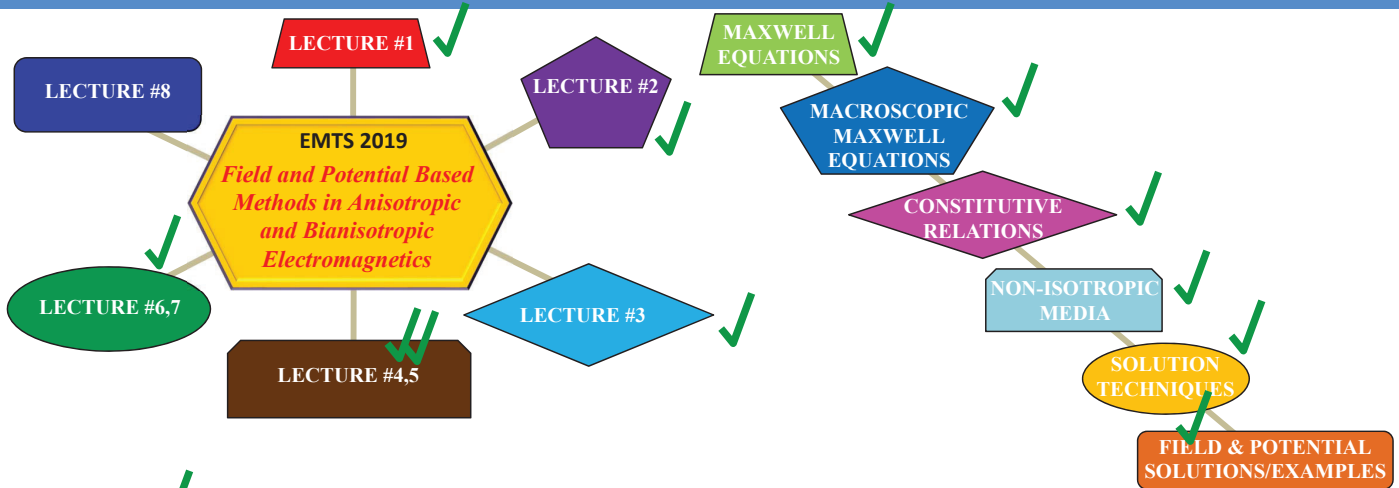 LECTURE #1
LECTURE #8
LECTURE #2
EMTS 2019
Field and Potential Based
Methods in Anisotropic
and Bianisotropic
Electromagnetics
LECTURE #6,7
LECTURE #3
LECTURE #4,5
MAXWELL
EQUATIONS
MACROSCOPIC
MAXWELL
EQUATIONS
CONSTITUTIVE
RELATIONS
NON-ISOTROPIC
MEDIA
SOLUTION
TECHNIQUES
FIELD & POTENTIAL
SOLUTIONS/EXAMPLES